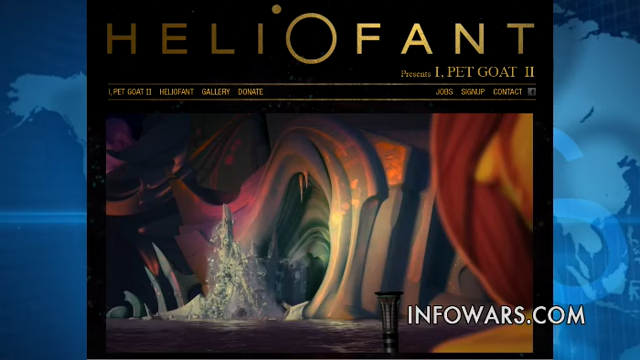 HELIOFANT
Presents I, PET GOAT II
I, PET GOAT II HELIOFANT GALLERY DONATE JOBS SIGNUP CONTACT f
INFOWARS.COM